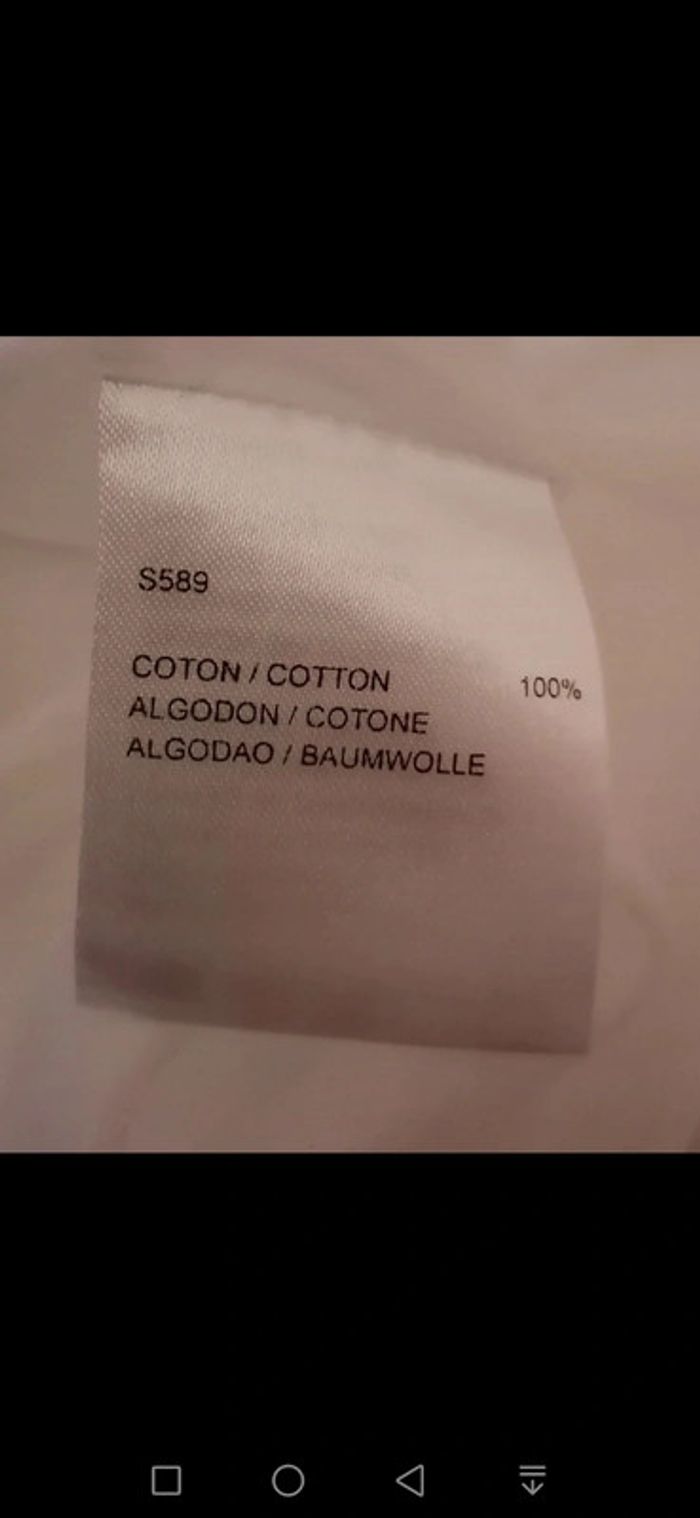 S589
COTON / COTTON 100%
ALGODON / COTONE
ALGODAO / BAUMWOLLE